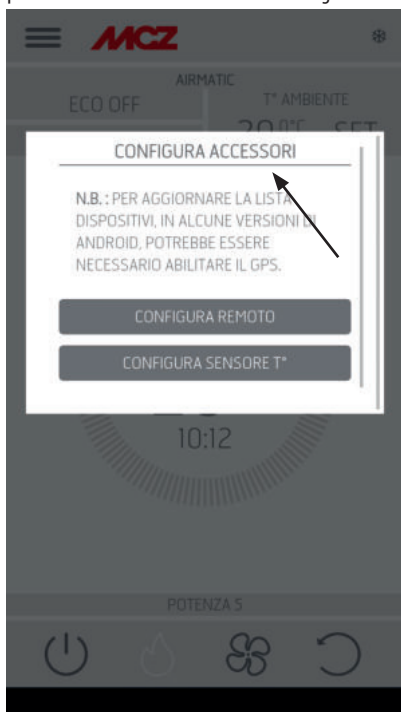 MCZ
AIRMATIC
ECO OFF
T° AMBIENTE
SET
CONFIGURA ACCESSORI
N.B. : PER AGGIORNARE LA LISTA
DISPOSITIVI, IN ALCUNE VERSIONI DI
ANDROID, POTREBBE ESSERE
NECESSARIO ABILITARE IL GPS.
CONFIGURA REMOTO
CONFIGURA SENSORE T°
10:12
POTENZA 5